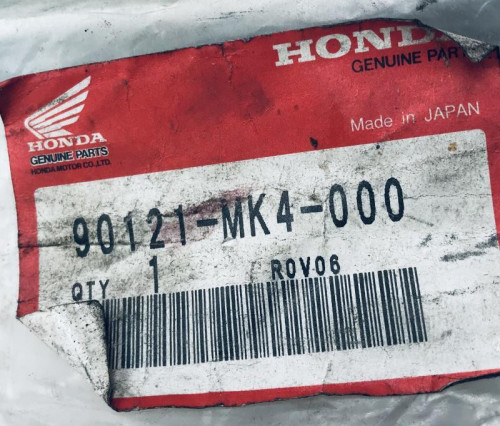 HONDA
GENUINE PAR
HONDA
GENUINE PARTS
HONDA MOTOR CO.,LTD.
Made in JAPAN
90121-MK4-000
QTY 1 R0V06